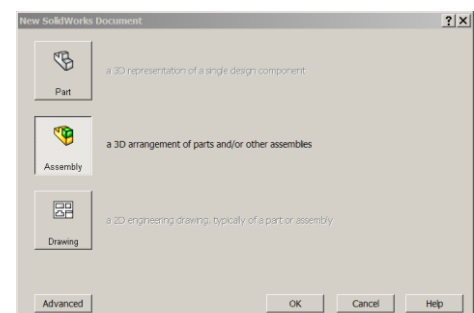 New SolidWorks Document
Part
a 3D representation of a single design component
Assembly
a 3D arrangement of parts and/or other assembles
Drawing
a 2D engineering drawing, typically of a part or assembly
Advanced
OK
Cancel
Help